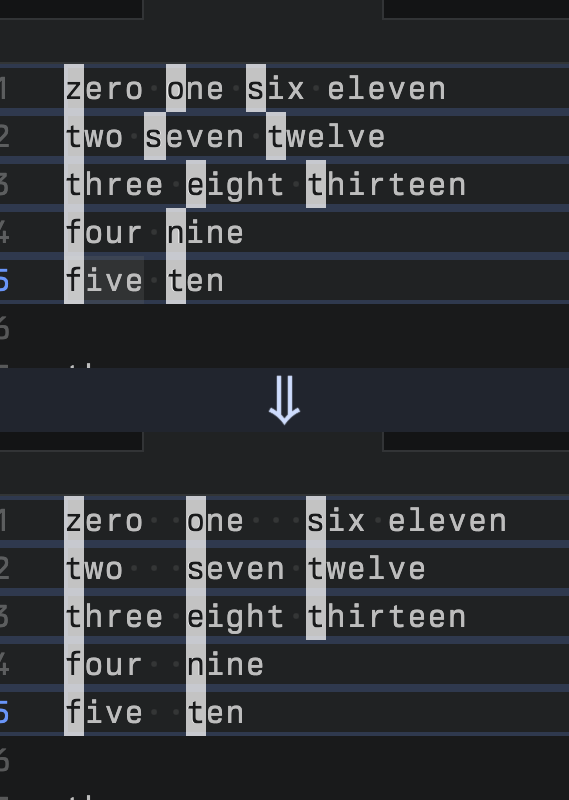 1 zero one six eleven
2 two seven twelve
3 three eight thirteen
4 four nine
5 five ten
6
⇓
1 zero one six eleven
2 two seven twelve
3 three eight thirteen
4 four nine
5 five ten
6